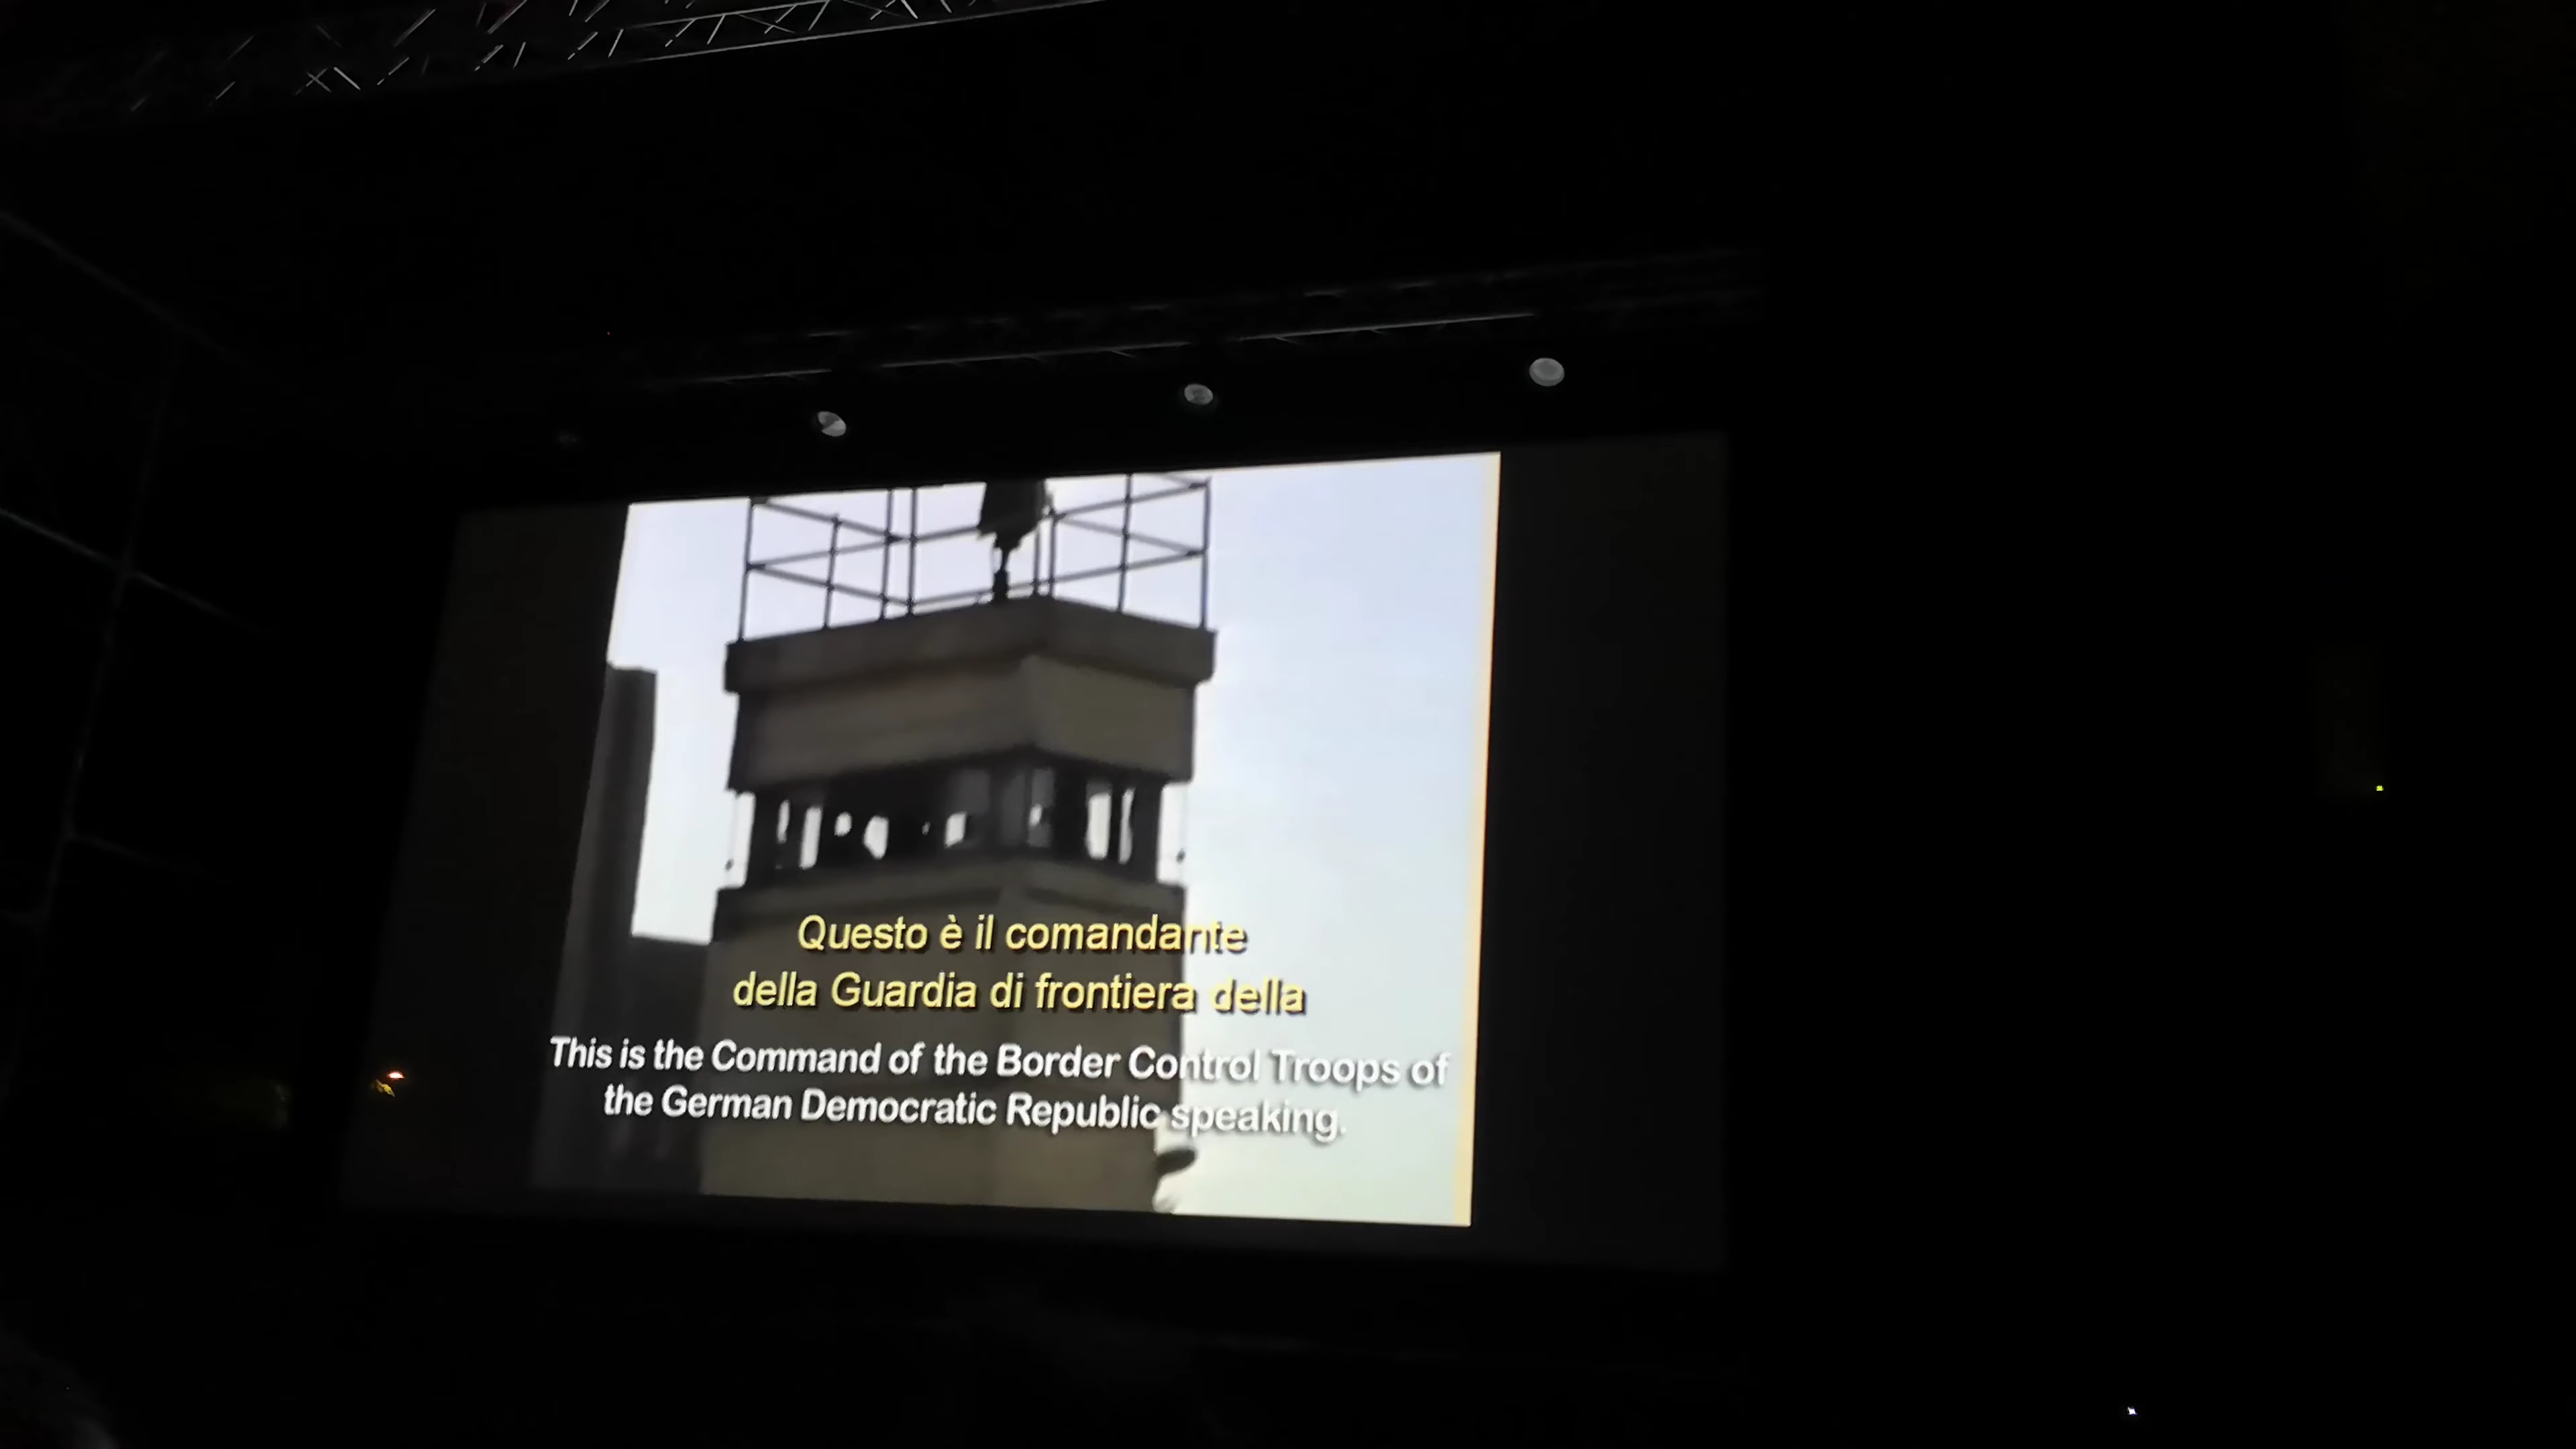 Questo è il comandante
della Guardia di frontiera della
This is the Command of the Border Control Troops of
the German Democratic Republic speaking.